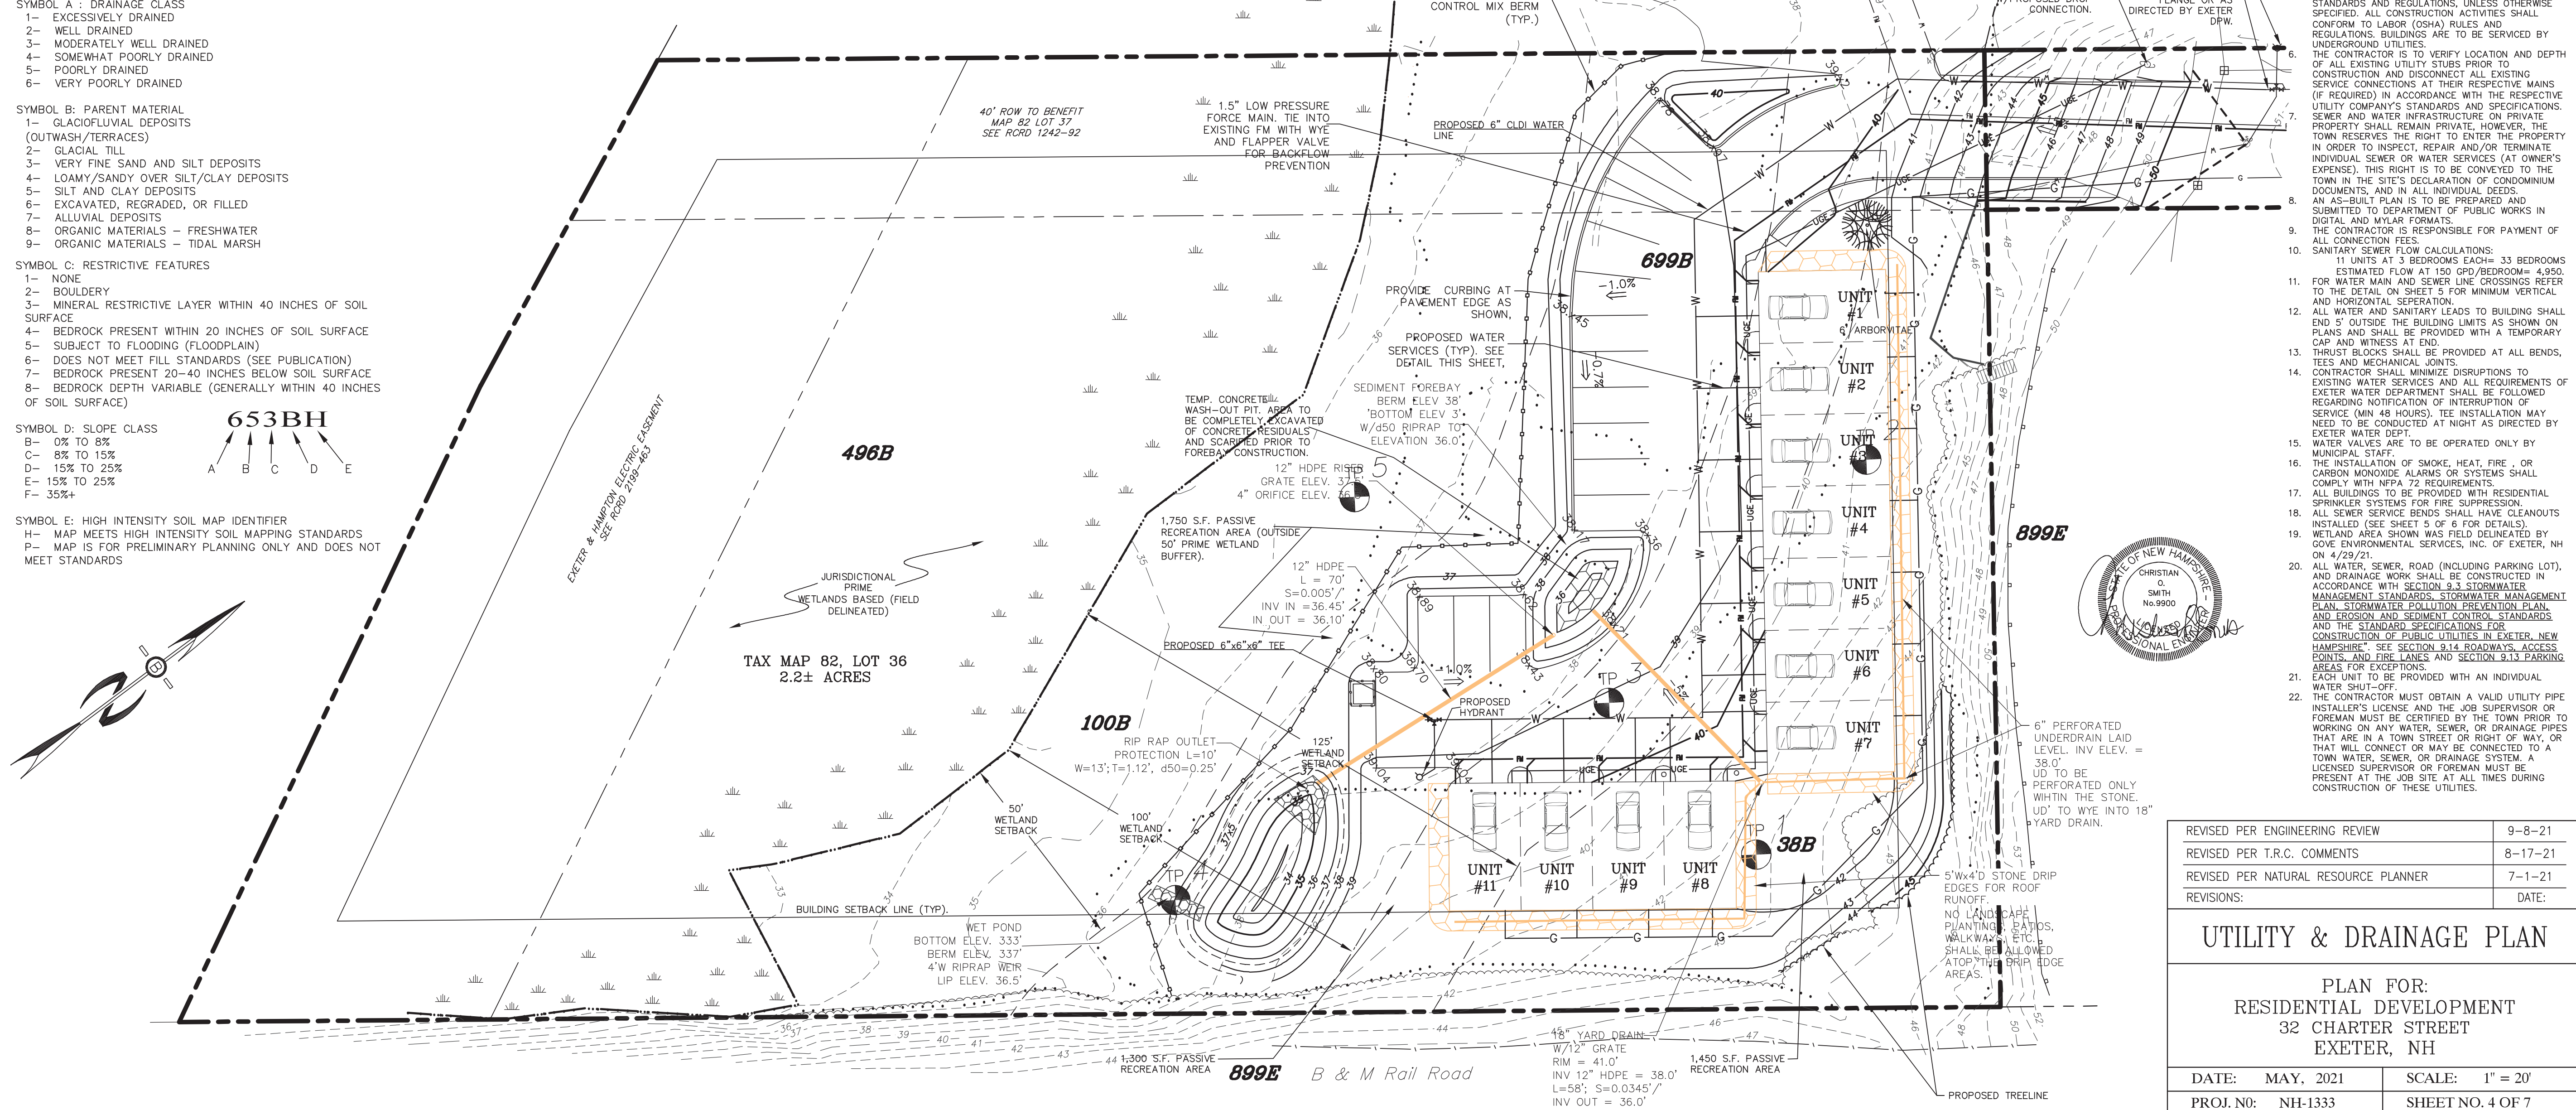 SYMBOL A : DRAINAGE CLASS
1- EXCESSIVELY DRAINED
2- WELL DRAINED
3- MODERATELY WELL DRAINED
4- SOMEWHAT POORLY DRAINED
5- POORLY DRAINED
6- VERY POORLY DRAINED
SYMBOL B: PARENT MATERIAL
1- GLACIOFLUVIAL DEPOSITS
(OUTWASH/TERRACES)
2- GLACIAL TILL
3- VERY FINE SAND AND SILT DEPOSITS
4- LOAMY/SANDY OVER SILT/CLAY DEPOSITS
5- SILT AND CLAY DEPOSITS
6- EXCAVATED, REGRADED, OR FILLED
7- ALLUVIAL DEPOSITS
8- ORGANIC MATERIALS - FRESHWATER
9- ORGANIC MATERIALS - TIDAL MARSH
SYMBOL C: RESTRICTIVE FEATURES
1- NONE
2- BOULDERY
3- MINERAL RESTRICTIVE LAYER WITHIN 40 INCHES OF SOIL
SURFACE
4- BEDROCK PRESENT WITHIN 20 INCHES OF SOIL SURFACE
5- SUBJECT TO FLOODING (FLOODPLAIN)
6- DOES NOT MEET FILL STANDARDS (SEE PUBLICATION)
7- BEDROCK PRESENT 20-40 INCHES BELOW SOIL SURFACE
8- BEDROCK DEPTH VARIABLE (GENERALLY WITHIN 40 INCHES
OF SOIL SURFACE)
653BH
A B C D E
SYMBOL D: SLOPE CLASS
B- 0% TO 8%
C- 8% TO 15%
D- 15% TO 25%
E- 15% TO 25%
F- 35%+
SYMBOL E: HIGH INTENSITY SOIL MAP IDENTIFIER
H- MAP MEETS HIGH INTENSITY SOIL MAPPING STANDARDS
P- MAP IS FOR PRELIMINARY PLANNING ONLY AND DOES NOT
MEET STANDARDS
40' ROW TO BENEFIT
MAP 82 LOT 37
SEE RCRD 1242-92
EXETER & HAMPTON ELECTRIC EASEMENT
SEE RCRD 2199-463
496B
JURISDICTIONAL
PRIME
WETLANDS BASED (FIELD
DELINEATED)
TAX MAP 82, LOT 36
2.2± ACRES
100B
CONTROL MIX BERM
(TYP.)
1.5" LOW PRESSURE
FORCE MAIN. TIE INTO
EXISTING FM WITH WYE
AND FLAPPER VALVE
FOR BACKFLOW
PREVENTION
PROPOSED 6" CLDI WATER
LINE
699B
PROVIDE CURBING AT
PAVEMENT EDGE AS
SHOWN,
PROPOSED WATER
SERVICES (TYP). SEE
DETAIL THIS SHEET,
SEDIMENT FOREBAY
BERM ELEV 38'
'BOTTOM ELEV 3'
W/d50 RIPRAP TO
ELEVATION 36.0'
TEMP. CONCRETE
WASH-OUT PIT. AREA TO
BE COMPLETELY EXCAVATED
OF CONCRETE RESIDUALS
AND SCARIFIED PRIOR TO
FOREBAY CONSTRUCTION.
12" HDPE RISER
GRATE ELEV.
4" ORIFICE ELEV.
TP 5
1,750 S.F. PASSIVE
RECREATION AREA (OUTSIDE
50' PRIME WETLAND
BUFFER).
12" HDPE
L = 70'
S=0.005'/'
INV IN =36.45'
IN OUT = 36.10'
PROPOSED 6"x6"x6" TEE
PROPOSED
HYDRANT
RIP RAP OUTLET
PROTECTION L=10'
W=13'; T=1.12', d50=0.25'
125'
WETLAND
SETBACK
50'
WETLAND
SETBACK
100'
WETLAND
SETBACK
BUILDING SETBACK LINE (TYP).
WET POND
BOTTOM ELEV. 333'
BERM ELEV. 337'
4'W RIPRAP WEIR
LIP ELEV. 36.5'
1,300 S.F. PASSIVE
RECREATION AREA
899E
B & M Rail Road
18" YARD DRAIN
W/12" GRATE
RIM = 41.0'
INV 12" HDPE = 38.0'
L=58'; S=0.0345'/'
INV OUT = 36.0'
1,450 S.F. PASSIVE
RECREATION AREA
PROPOSED TREELINE
UNIT
#1
6' ARBORVITAE
UNIT
#2
UNIT
#3
UNIT
#4
UNIT
#5
UNIT
#6
UNIT
#7
UNIT
#11
UNIT
#10
UNIT
#9
UNIT
#8
TP 3
TP 1
38B
-1.0%
-0.7%
-1.0%
899E
6" PERFORATED
UNDERDRAIN LAID
LEVEL. INV ELEV. =
38.0'
UD TO BE
PERFORATED ONLY
WIHTIN THE STONE.
UD' TO WYE INTO 18"
YARD DRAIN.
5'Wx4'D STONE DRIP
EDGES FOR ROOF
RUNOFF.
NO LANDSCAPE
PLANTINGS, PATIOS,
WALKWAYS, ETC.
SHALL BE ALLOWED
ATOP THE DRIP EDGE
AREAS.
CONNECTION.
DIRECTED BY EXETER
DPW.
STANDARDS AND REGULATIONS, UNLESS OTHERWISE
SPECIFIED. ALL CONSTRUCTION ACTIVITIES SHALL
CONFORM TO LABOR (OSHA) RULES AND
REGULATIONS. BUILDINGS ARE TO BE SERVICED BY
UNDERGROUND UTILITIES.
6. THE CONTRACTOR IS TO VERIFY LOCATION AND DEPTH
OF ALL EXISTING UTILITY STUBS PRIOR TO
CONSTRUCTION AND DISCONNECT ALL EXISTING
SERVICE CONNECTIONS AT THEIR RESPECTIVE MAINS
(IF REQUIRED) IN ACCORDANCE WITH THE RESPECTIVE
UTILITY COMPANY'S STANDARDS AND SPECIFICATIONS.
7. SEWER AND WATER INFRASTRUCTURE ON PRIVATE
PROPERTY SHALL REMAIN PRIVATE, HOWEVER, THE
TOWN RESERVES THE RIGHT TO ENTER THE PROPERTY
IN ORDER TO INSPECT, REPAIR AND/OR TERMINATE
INDIVIDUAL SEWER OR WATER SERVICES (AT OWNER'S
EXPENSE). THIS RIGHT IS TO BE CONVEYED TO THE
TOWN IN THE SITE'S DECLARATION OF CONDOMINIUM
DOCUMENTS, AND IN ALL INDIVIDUAL DEEDS.
8. AN AS-BUILT PLAN IS TO BE PREPARED AND
SUBMITTED TO DEPARTMENT OF PUBLIC WORKS IN
DIGITAL AND MYLAR FORMATS.
9. THE CONTRACTOR IS RESPONSIBLE FOR PAYMENT OF
ALL CONNECTION FEES.
10. SANITARY SEWER FLOW CALCULATIONS:
11 UNITS AT 3 BEDROOMS EACH= 33 BEDROOMS
ESTIMATED FLOW AT 150 GPD/BEDROOM= 4,950.
11. FOR WATER MAIN AND SEWER LINE CROSSINGS REFER
TO THE DETAIL ON SHEET 5 FOR MINIMUM VERTICAL
AND HORIZONTAL SEPERATION.
12. ALL WATER AND SANITARY LEADS TO BUILDING SHALL
END 5' OUTSIDE THE BUILDING LIMITS AS SHOWN ON
PLANS AND SHALL BE PROVIDED WITH A TEMPORARY
CAP AND WITNESS AT END.
13. THRUST BLOCKS SHALL BE PROVIDED AT ALL BENDS,
TEES AND MECHANICAL JOINTS.
14. CONTRACTOR SHALL MINIMIZE DISRUPTIONS TO
EXISTING WATER SERVICES AND ALL REQUIREMENTS OF
EXETER WATER DEPARTMENT SHALL BE FOLLOWED
REGARDING NOTIFICATION OF INTERRUPTION OF
SERVICE (MIN 48 HOURS). TEE INSTALLATION MAY
NEED TO BE CONDUCTED AT NIGHT AS DIRECTED BY
EXETER WATER DEPT.
15. WATER VALVES ARE TO BE OPERATED ONLY BY
MUNICIPAL STAFF.
16. THE INSTALLATION OF SMOKE, HEAT, FIRE , OR
CARBON MONOXIDE ALARMS OR SYSTEMS SHALL
COMPLY WITH NFPA 72 REQUIREMENTS.
17. ALL BUILDINGS TO BE PROVIDED WITH RESIDENTIAL
SPRINKLER SYSTEMS FOR FIRE SUPPRESSION.
18. ALL SEWER SERVICE BENDS SHALL HAVE CLEANOUTS
INSTALLED (SEE SHEET 5 OF 6 FOR DETAILS).
19. WETLAND AREA SHOWN WAS FIELD DELINEATED BY
GOVE ENVIRONMENTAL SERVICES, INC. OF EXETER, NH
ON 4/29/21.
20. ALL WATER, SEWER, ROAD (INCLUDING PARKING LOT),
AND DRAINAGE WORK SHALL BE CONSTRUCTED IN
ACCORDANCE WITH SECTION 9.3 STORMWATER
MANAGEMENT STANDARDS, STORMWATER MANAGEMENT
PLAN, STORMWATER POLLUTION PREVENTION PLAN,
AND EROSION AND SEDIMENT CONTROL STANDARDS
AND THE STANDARD SPECIFICATIONS FOR
CONSTRUCTION OF PUBLIC UTILITIES IN EXETER, NEW
HAMPSHIRE". SEE SECTION 9.14 ROADWAYS, ACCESS
POINTS, AND FIRE LANES AND SECTION 9.13 PARKING
AREAS FOR EXCEPTIONS.
21. EACH UNIT TO BE PROVIDED WITH AN INDIVIDUAL
WATER SHUT-OFF.
22. THE CONTRACTOR MUST OBTAIN A VALID UTILITY PIPE
INSTALLER'S LICENSE AND THE JOB SUPERVISOR OR
FOREMAN MUST BE CERTIFIED BY THE TOWN PRIOR TO
WORKING ON ANY WATER, SEWER, OR DRAINAGE PIPES
THAT ARE IN A TOWN STREET OR RIGHT OF WAY, OR
THAT WILL CONNECT OR MAY BE CONNECTED TO A
TOWN WATER, SEWER, OR DRAINAGE SYSTEM. A
LICENSED SUPERVISOR OR FOREMAN MUST BE
PRESENT AT THE JOB SITE AT ALL TIMES DURING
CONSTRUCTION OF THESE UTILITIES.
STATE OF NEW HAMPSHIRE
CHRISTIAN
O.
SMITH
No.9900
LICENSED
PROFESSIONAL ENGINEER
REVISED PER ENGIINEERING REVIEW 9-8-21
REVISED PER T.R.C. COMMENTS 8-17-21
REVISED PER NATURAL RESOURCE PLANNER 7-1-21
REVISIONS: DATE:
UTILITY & DRAINAGE PLAN
PLAN FOR:
RESIDENTIAL DEVELOPMENT
32 CHARTER STREET
EXETER, NH
DATE: MAY, 2021 SCALE: 1" = 20'
PROJ. N0: NH-1333 SHEET NO. 4 OF 7